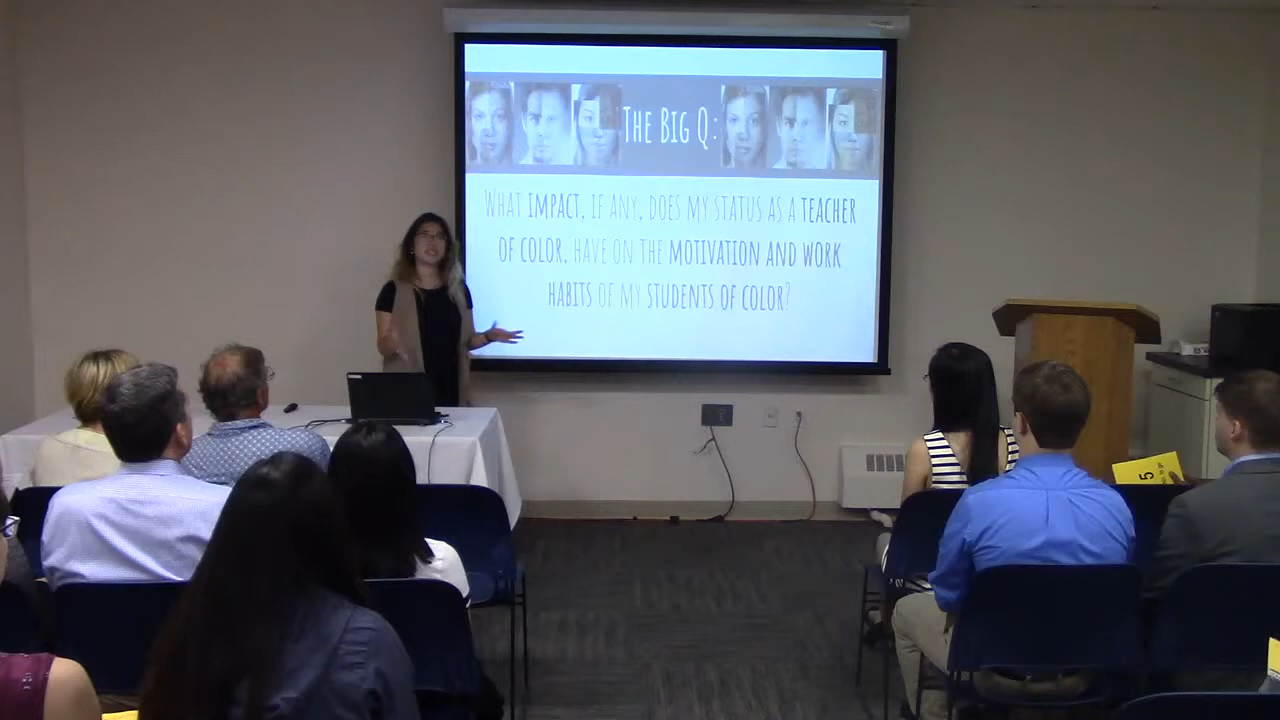 THE BIG Q:
WHAT IMPACT, IF ANY, DOES MY STATUS AS A TEACHER
OF COLOR, HAVE ON THE MOTIVATION AND WORK
HABITS OF MY STUDENTS OF COLOR?
5